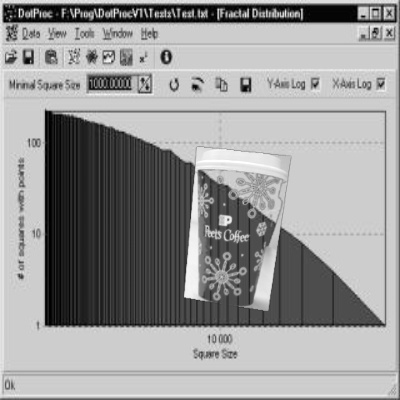 DotProc - F:\Prog\DotProcV1\Tests\Test.txt - [Fractal Distribution]
Data View Tools Window Help
Minimal Square Size 1000.00000 Y-Axis Log X-Axis Log
# of squares with points
100
10
1
Peets Coffee
10 000
Square Size
Ok